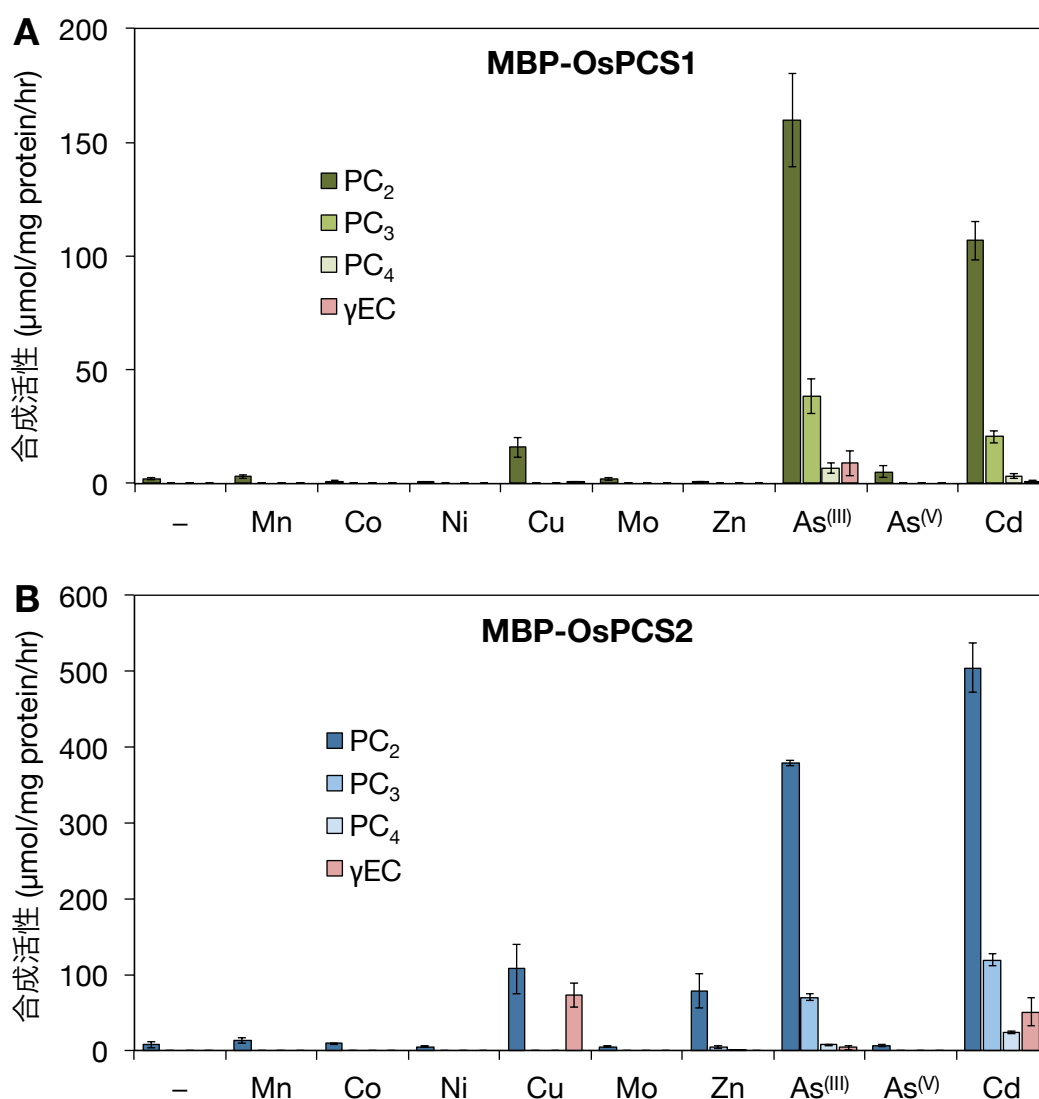 A
MBP-OsPCS1
合成活性 (μmol/mg protein/hr)
200
150
100
50
0
PC2
PC3
PC4
γEC
– Mn Co Ni Cu Mo Zn As(III) As(V) Cd
B
MBP-OsPCS2
合成活性 (μmol/mg protein/hr)
600
500
400
300
200
100
0
PC2
PC3
PC4
γEC
– Mn Co Ni Cu Mo Zn As(III) As(V) Cd